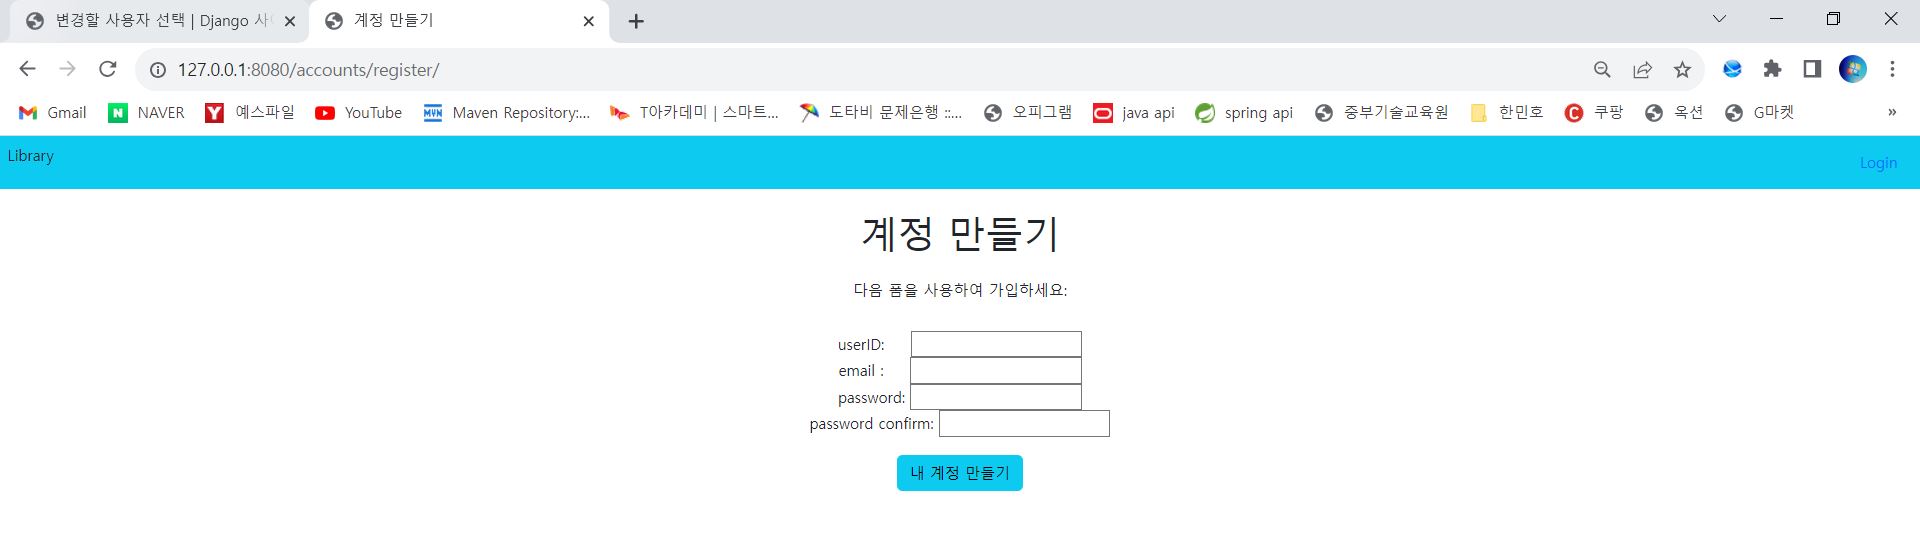 변경할 사용자 선택 | Django 사이
계정 만들기
127.0.0.1:8080/accounts/register/
Gmail
NAVER
예스파일
YouTube
Maven Repository:...
T아카데미 | 스마트...
도타비 문제은행 ::...
오피그램
java api
spring api
중부기술교육원
한민호
쿠팡
옥션
G마켓
»
Library
Login
계정 만들기
다음 폼을 사용하여 가입하세요:
userID:
email :
password:
password confirm:
내 계정 만들기